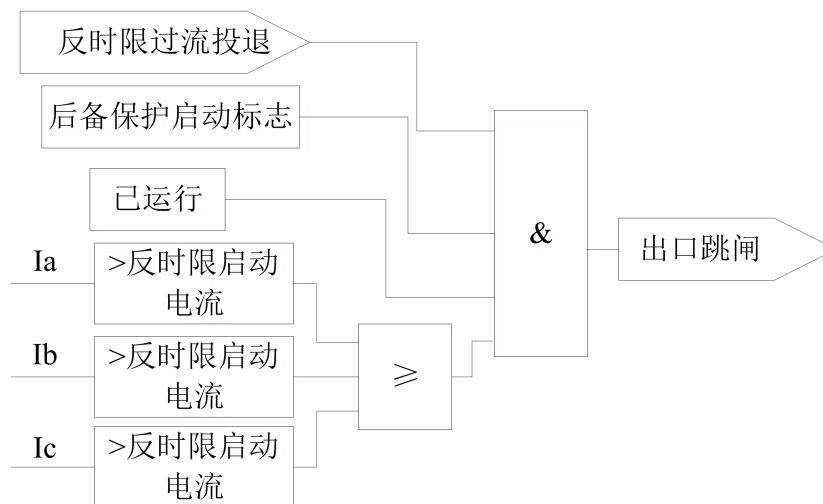 反时限过流投退
后备保护启动标志
已运行
&
出口跳闸
Ia
>反时限启动
电流
Ib
>反时限启动
电流
≥
Ic
>反时限启动
电流